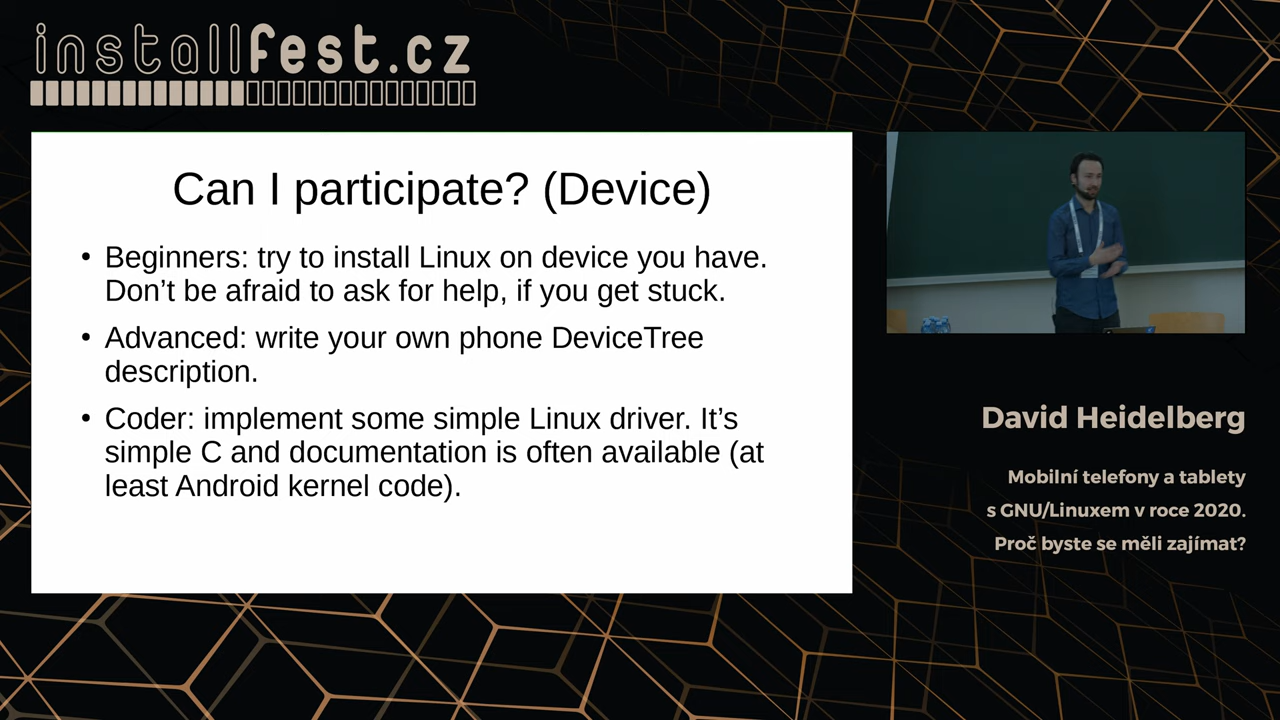 installfest.cz
Can I participate? (Device)
• Beginners: try to install Linux on device you have.
Don’t be afraid to ask for help, if you get stuck.
• Advanced: write your own phone DeviceTree
description.
• Coder: implement some simple Linux driver. It’s
simple C and documentation is often available (at
least Android kernel code).
David Heidelberg
Mobilní telefony a tablety
s GNU/Linuxem v roce 2020.
Proč byste se měli zajímat?